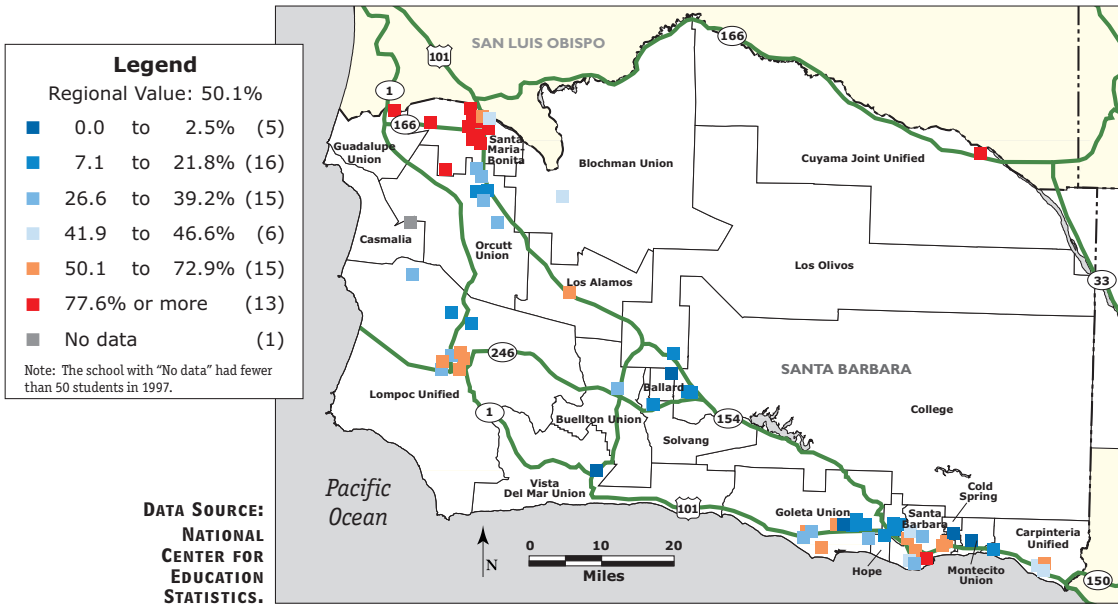 Legend
Regional Value: 50.1%
0.0 to 2.5% (5)
7.1 to 21.8% (16)
26.6 to 39.2% (15)
41.9 to 46.6% (6)
50.1 to 72.9% (15)
77.6% or more (13)
No data (1)
Note: The school with “No data” had fewer
than 50 students in 1997.
DATA SOURCE:
NATIONAL
CENTER FOR
EDUCATION
STATISTICS.
SAN LUIS OBISPO
101
166
1
166
Guadalupe
Union
Santa
Maria-
Bonita
Blochman Union
Cuyama Joint Unified
Casmalia
Orcutt
Union
Los Alamos
Los Olivos
33
246
SANTA BARBARA
Lompoc Unified
1
Ballard
Buellton Union
154
College
Solvang
Pacific
Ocean
Vista
Del Mar Union
101
Goleta Union
Santa
Barbara
Cold
Spring
Carpinteria
Unified
N
0 10 20
Miles
Hope
Montecito
Union
150